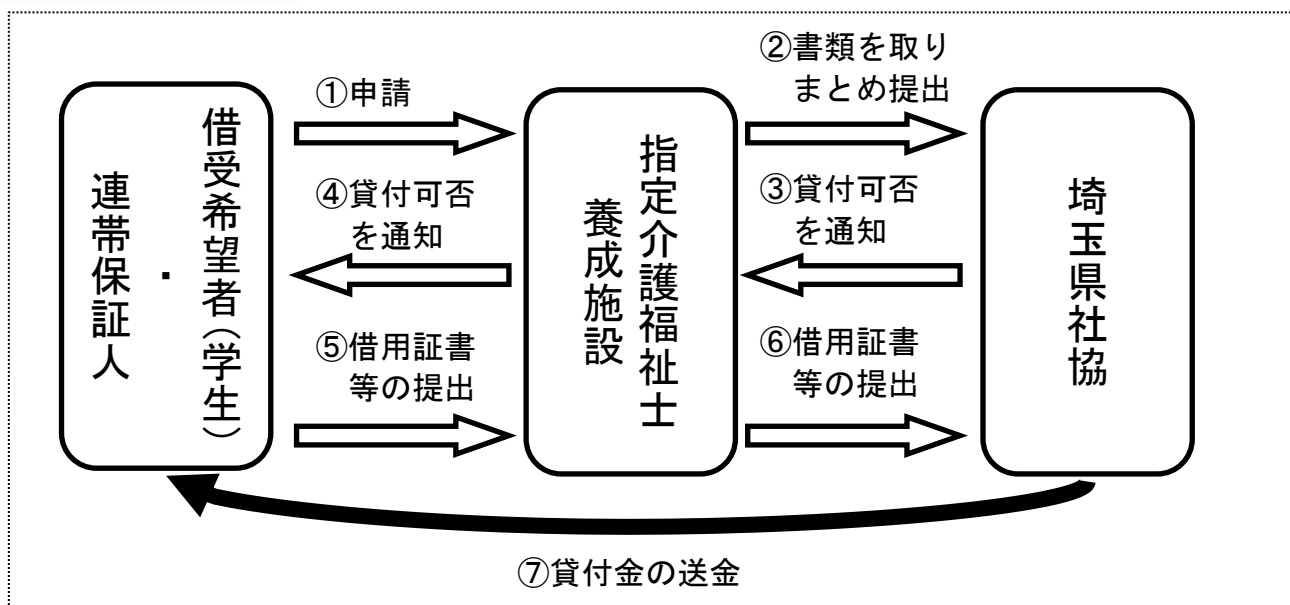 ①申請
②書類を取り
まとめ提出
借受希望者(学生)
・
連帯保証人
指定介護福祉士
養成施設
埼玉県社協
④貸付可否
を通知
③貸付可否
を通知
⑤借用証書
等の提出
⑥借用証書
等の提出
⑦貸付金の送金